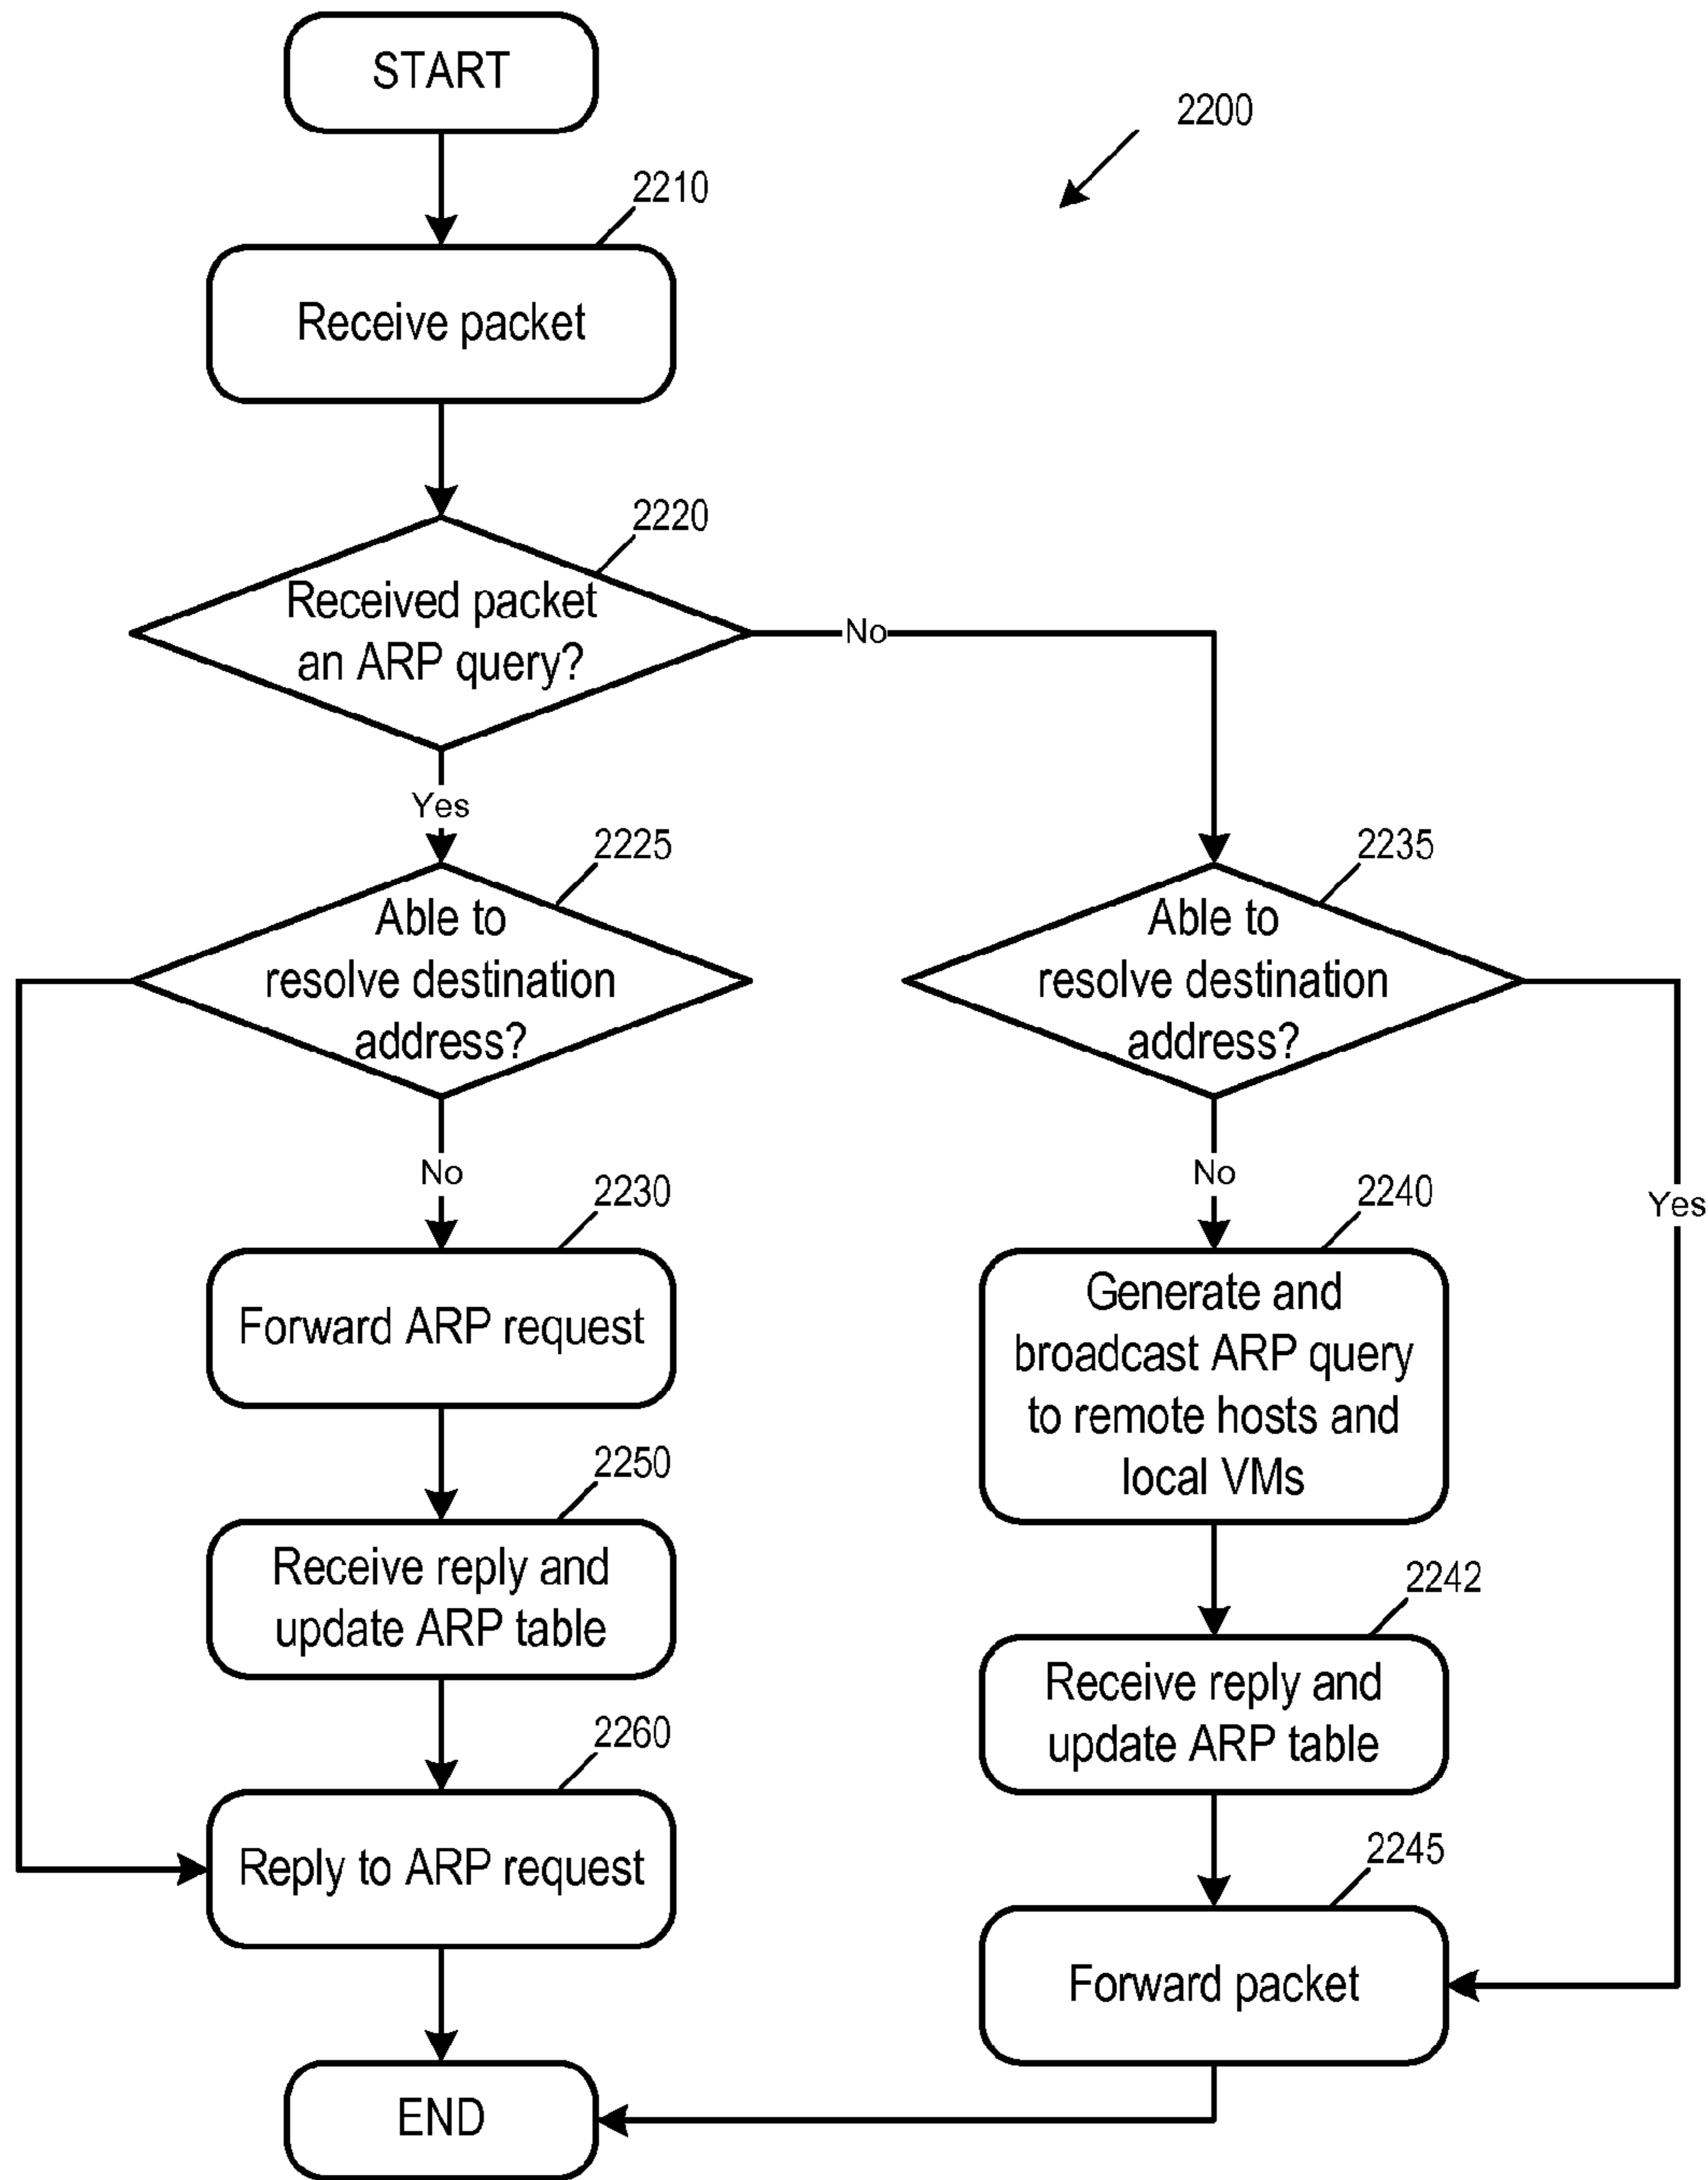 START
2200
2210
Receive packet
2220
Received packet
an ARP query?
No
Yes
2225
Able to
resolve destination
address?
2235
Able to
resolve destination
address?
No
2230
Forward ARP request
No
2240
Generate and
broadcast ARP query
to remote hosts and
local VMs
Yes
2250
Receive reply and
update ARP table
2242
Receive reply and
update ARP table
2260
Reply to ARP request
2245
Forward packet
END